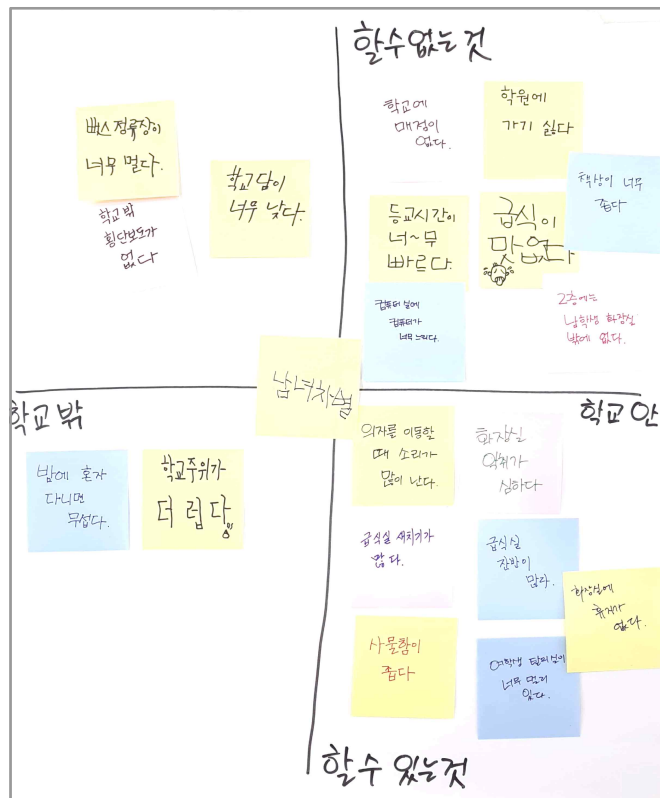 할수없는것
버스 정류장이
너무 멀다.
학교 밖
횡단보도가
없다
학교 담이
너무 낮다.
학교에
매점이
없다.
학원에
가기 싫다
책상이 너무
좁다
등교시간이
너~무
빠르다.
급식이
맛없다
컴퓨터 실에
컴퓨터가
너무 느리다.
2층에는
남학생 화장실
밖에 없다.
남녀차별
학교 밖
학교 안
밤에 혼자
다니면
무섭다.
학교주위가
더럽다.
의자를 이동할
때 소리가
많이 난다.
화장실
악취가
심하다
급식실 새치기가
많다.
급식실
잔반이
많다.
화장실에
휴지가
없다.
사물함이
좁다
여학생 탈의실이
너무 멀리
있다.
할수 있는것